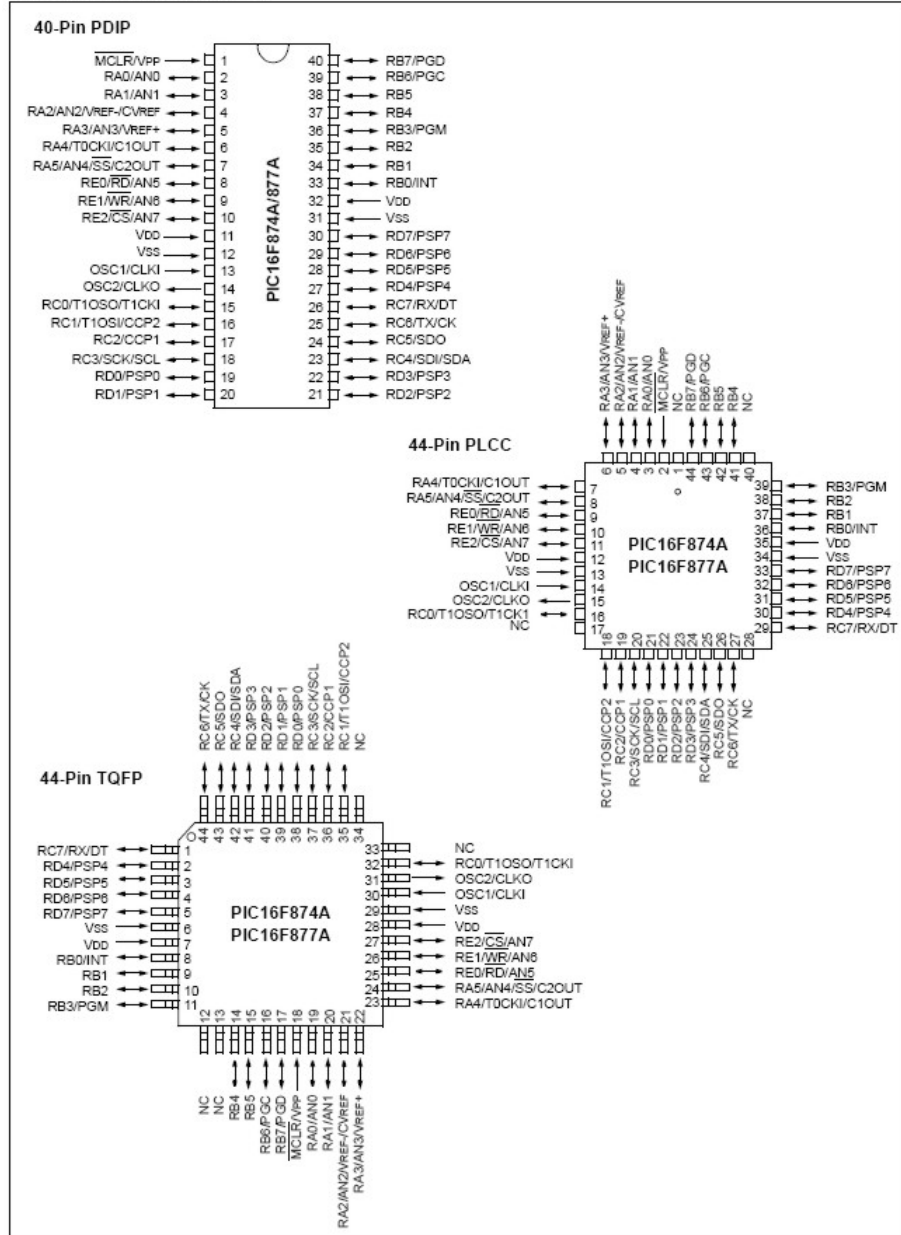 40-Pin PDIP
MCLR/VPP 1
RA0/AN0 2
RA1/AN1 3
RA2/AN2/VREF-/CVREF 4
RA3/AN3/VREF+ 5
RA4/T0CKI/C1OUT 6
RA5/AN4/SS/C2OUT 7
RE0/RD/AN5 8
RE1/WR/AN6 9
RE2/CS/AN7 10
VDD 11
VSS 12
OSC1/CLKI 13
OSC2/CLKO 14
RC0/T1OSO/T1CKI 15
RC1/T1OSI/CCP2 16
RC2/CCP1 17
RC3/SCK/SCL 18
RD0/PSP0 19
RD1/PSP1 20
PIC16F874A/877A
40 RB7/PGD
39 RB6/PGC
38 RB5
37 RB4
36 RB3/PGM
35 RB2
34 RB1
33 RB0/INT
32 VDD
31 VSS
30 RD7/PSP7
29 RD6/PSP6
28 RD5/PSP5
27 RD4/PSP4
26 RC7/RX/DT
25 RC6/TX/CK
24 RC5/SDO
23 RC4/SDI/SDA
22 RD3/PSP3
21 RD2/PSP2
44-Pin PLCC
RA3/AN3/VREF+ 6
RA2/AN2/VREF-/CVREF 5
RA1/AN1 4
RA0/AN0 3
MCLR/VPP 2
NC 1
RB7/PGD 44
RB6/PGC 43
RB5 42
RB4 41
NC 40
RA4/T0CKI/C1OUT 7
RA5/AN4/SS/C2OUT 8
RE0/RD/AN5 9
RE1/WR/AN6 10
RE2/CS/AN7 11
VDD 12
VSS 13
OSC1/CLKI 14
OSC2/CLKO 15
RC0/T1OSO/T1CK1 16
NC 17
PIC16F874A
PIC16F877A
39 RB3/PGM
38 RB2
37 RB1
36 RB0/INT
35 VDD
34 VSS
33 RD7/PSP7
32 RD6/PSP6
31 RD5/PSP5
30 RD4/PSP4
29 RC7/RX/DT
18 RC1/T1OSI/CCP2
19 RC2/CCP1
20 RC3/SCK/SCL
21 RD0/PSP0
22 RD1/PSP1
23 RD2/PSP2
24 RD3/PSP3
25 RC4/SDI/SDA
26 RC5/SDO
27 RC6/TX/CK
28 NC
44-Pin TQFP
RC6/TX/CK 44
RC5/SDO 43
RC4/SDI/SDA 42
RD3/PSP3 41
RD2/PSP2 40
RD1/PSP1 39
RD0/PSP0 38
RC3/SCK/SCL 37
RC2/CCP1 36
RC1/T1OSI/CCP2 35
NC 34
RC7/RX/DT 1
RD4/PSP4 2
RD5/PSP5 3
RD6/PSP6 4
RD7/PSP7 5
VSS 6
VDD 7
RB0/INT 8
RB1 9
RB2 10
RB3/PGM 11
PIC16F874A
PIC16F877A
33 NC
32 RC0/T1OSO/T1CKI
31 OSC2/CLKO
30 OSC1/CLKI
29 VSS
28 VDD
27 RE2/CS/AN7
26 RE1/WR/AN6
25 RE0/RD/AN5
24 RA5/AN4/SS/C2OUT
23 RA4/T0CKI/C1OUT
12 NC
13 NC
14 RB4
15 RB5
16 RB6/PGC
17 RB7/PGD
18 MCLR/VPP
19 RA0/AN0
20 RA1/AN1
21 RA2/AN2/VREF-/CVREF
22 RA3/AN3/VREF+